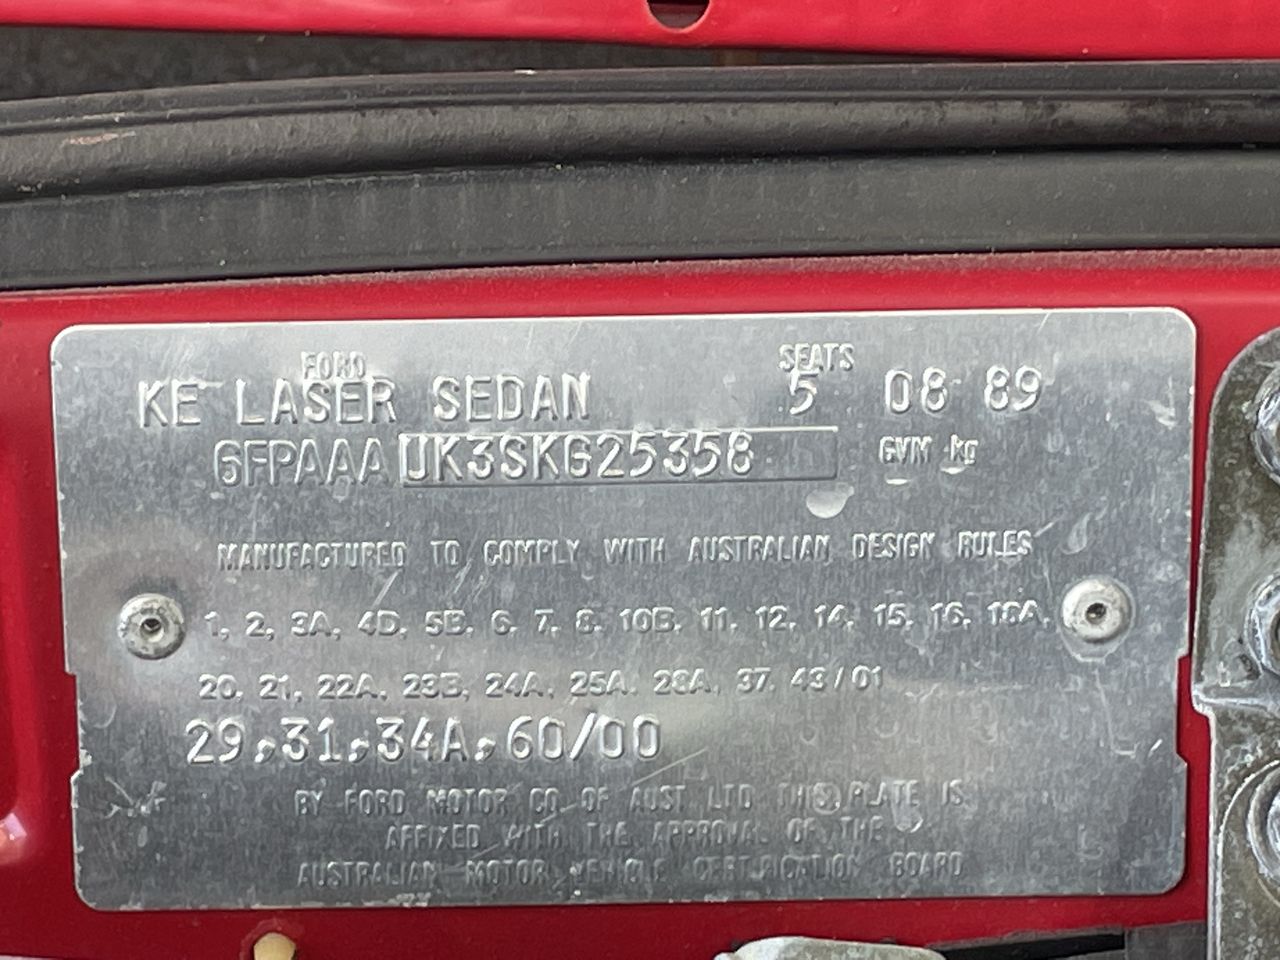 FORD SEATS
KE LASER SEDAN 5 08 89
6FPAAAUK3SKG25358 GVM kg
MANUFACTURED TO COMPLY WITH AUSTRALIAN DESIGN RULES
1, 2, 3A, 4D, 5B, 6, 7, 8, 10B, 11, 12, 14, 15, 16, 18A,
20, 21, 22A, 23B, 24A, 25A, 28A, 37, 43/01
29,31,34A,60/00
BY FORD MOTOR CO OF AUST LTD THIS PLATE IS
AFFIXED WITH THE APPROVAL OF THE
AUSTRALIAN MOTOR VEHICLE CERTIFICATION BOARD